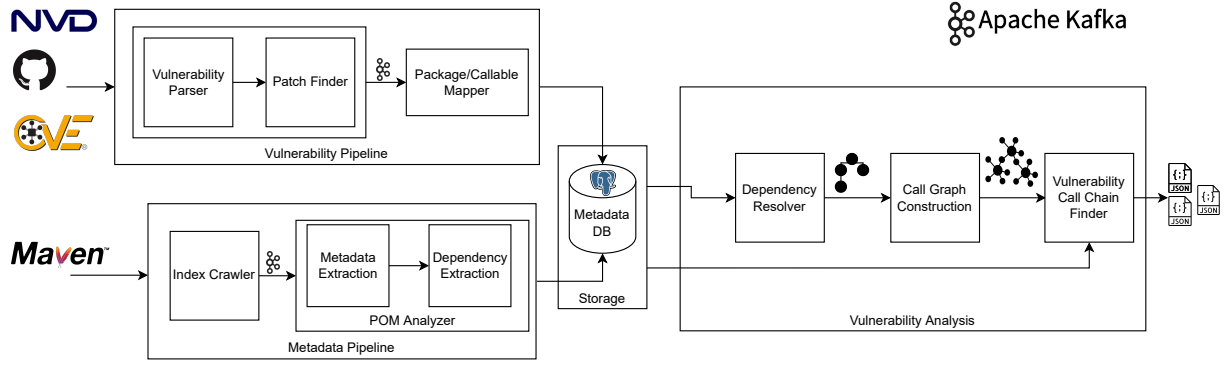 NVD
CVE
®
Vulnerability
Parser
Patch Finder
Package/Callable
Mapper
Vulnerability Pipeline
Apache Kafka
Maven™
Index Crawler
Metadata
Extraction
Dependency
Extraction
POM Analyzer
Metadata Pipeline
Metadata
DB
Storage
Dependency
Resolver
Call Graph
Construction
Vulnerability
Call Chain
Finder
Vulnerability Analysis
{;}
JSON
{;}
JSON
{;}
JSON